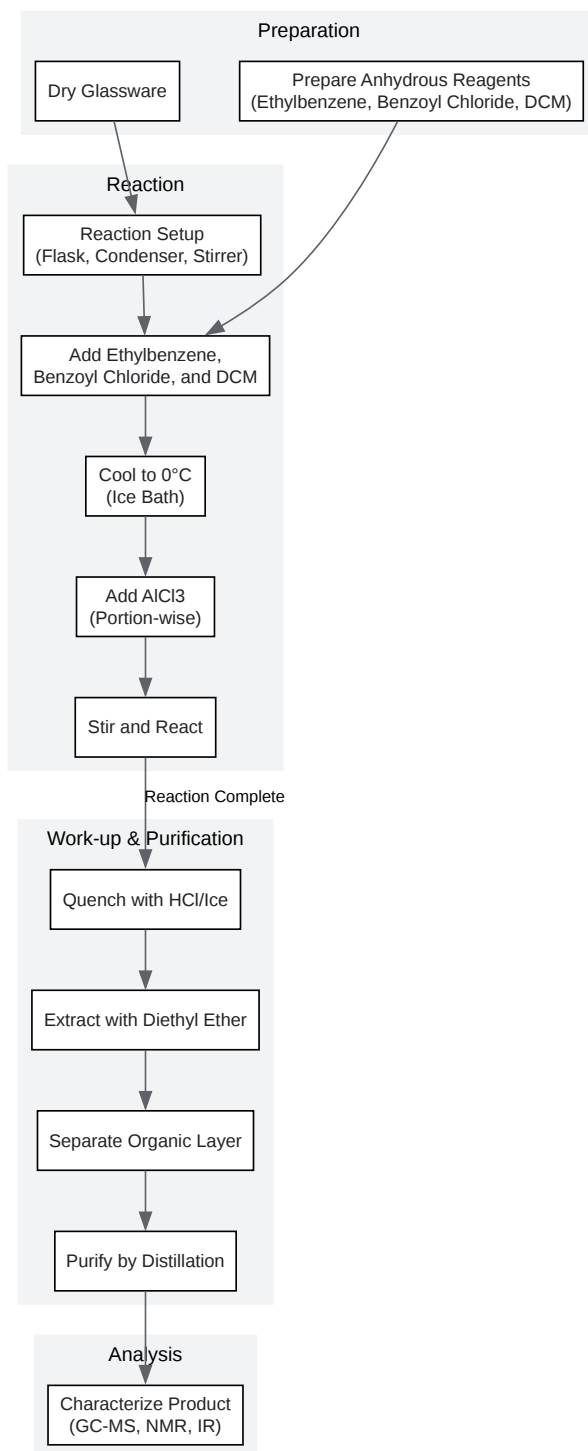 Preparation
Dry Glassware
Prepare Anhydrous Reagents
(Ethylbenzene, Benzoyl Chloride, DCM)
Reaction
Reaction Setup
(Flask, Condenser, Stirrer)
Add Ethylbenzene,
Benzoyl Chloride, and DCM
Cool to 0°C
(Ice Bath)
Add AlCl3
(Portion-wise)
Stir and React
Reaction Complete
Work-up & Purification
Quench with HCl/Ice
Extract with Diethyl Ether
Separate Organic Layer
Purify by Distillation
Analysis
Characterize Product
(GC-MS, NMR, IR)